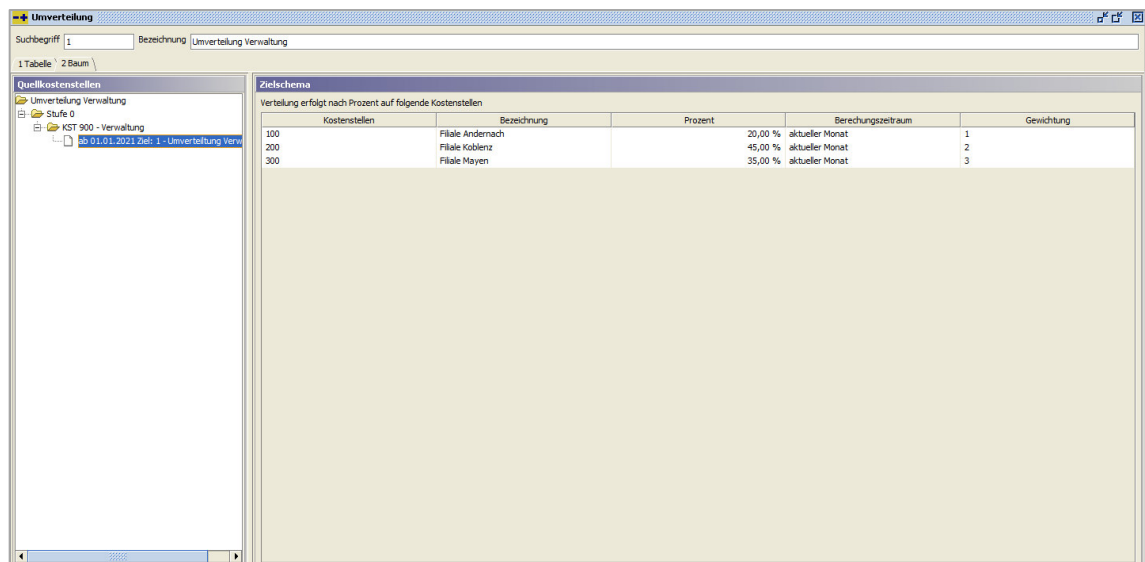 Umverteilung
Suchbegriff 1 Bezeichnung Umverteilung Verwaltung
1 Tabelle 2 Baum
Quellkostenstellen
Umverteilung Verwaltung
Stufe 0
KST 900 - Verwaltung
ab 01.01.2021 Ziel: 1 - Umverteiltung Verw
Zielschema
Verteilung erfolgt nach Prozent auf folgende Kostenstellen
Kostenstellen Bezeichnung Prozent Berechungszeitraum Gewichtung
100 Filiale Andernach 20,00 % aktueller Monat 1
200 Filiale Koblenz 45,00 % aktueller Monat 2
300 Filiale Mayen 35,00 % aktueller Monat 3